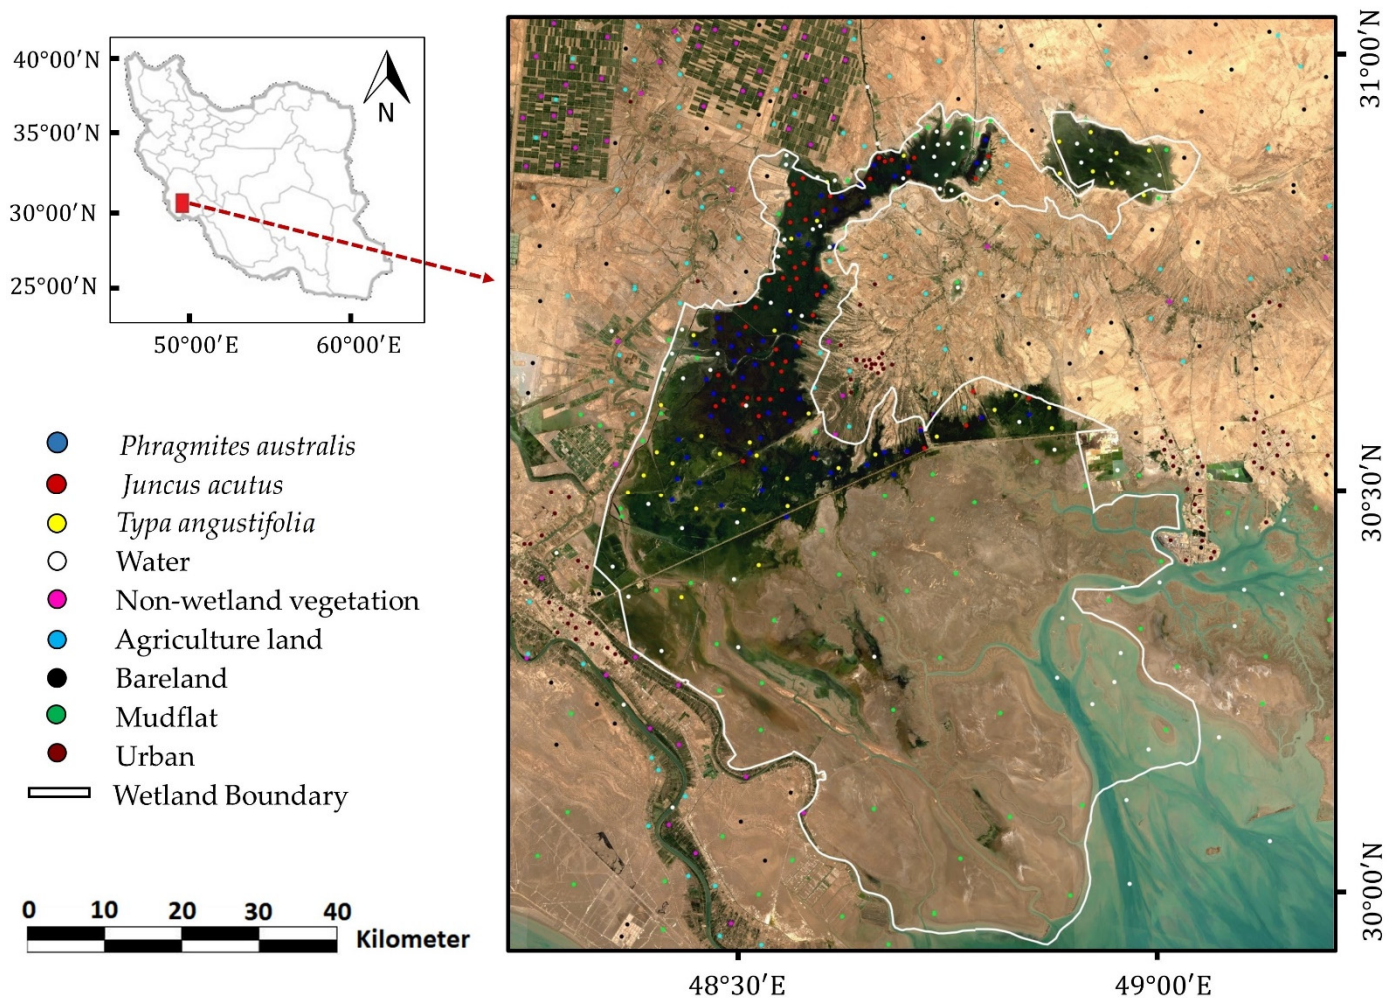 40°00′N
35°00′N
30°00′N
25°00′N
N
50°00′E
60°00′E
Phragmites australis
Juncus acutus
Typa angustifolia
Water
Non-wetland vegetation
Agriculture land
Bareland
Mudflat
Urban
Wetland Boundary
0 10 20 30 40
Kilometer
31°00′N
30°30′N
30°00′N
48°30′E
49°00′E